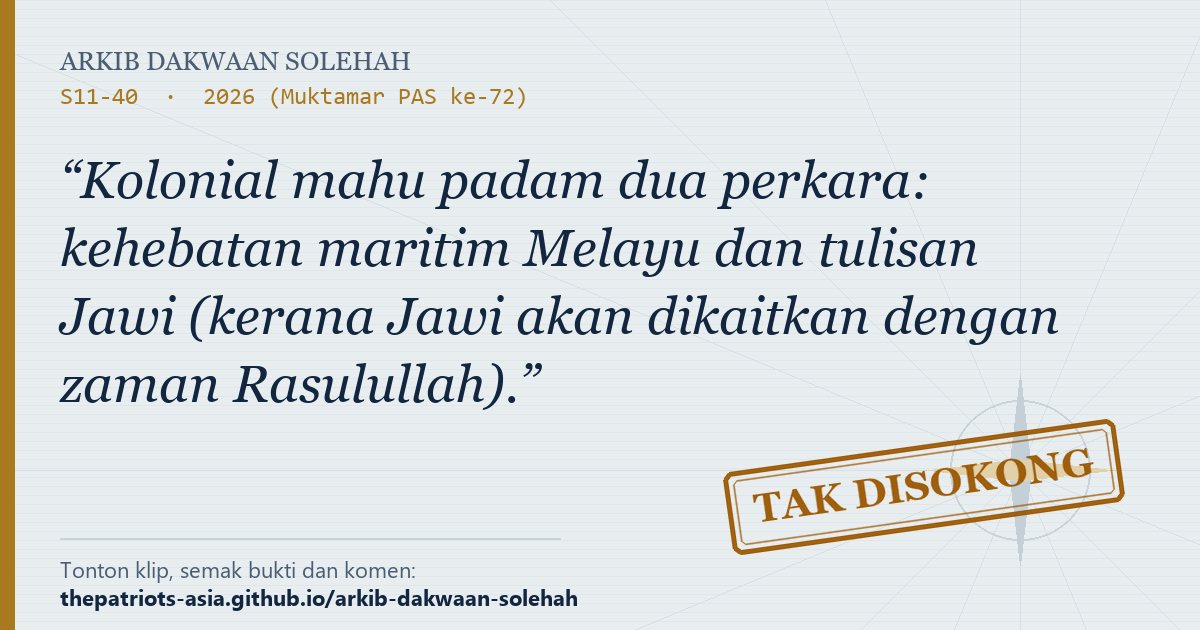 ARKIB DAKWAAN SOLEHAH
S11-40 · 2026 (Muktamar PAS ke-72)
“Kolonial mahu padam dua perkara:
kehebatan maritim Melayu dan tulisan
Jawi (kerana Jawi akan dikaitkan dengan
zaman Rasulullah).”
TAK DISOKONG
Tonton klip, semak bukti dan komen:
thepatriots-asia.github.io/arkib-dakwaan-solehah